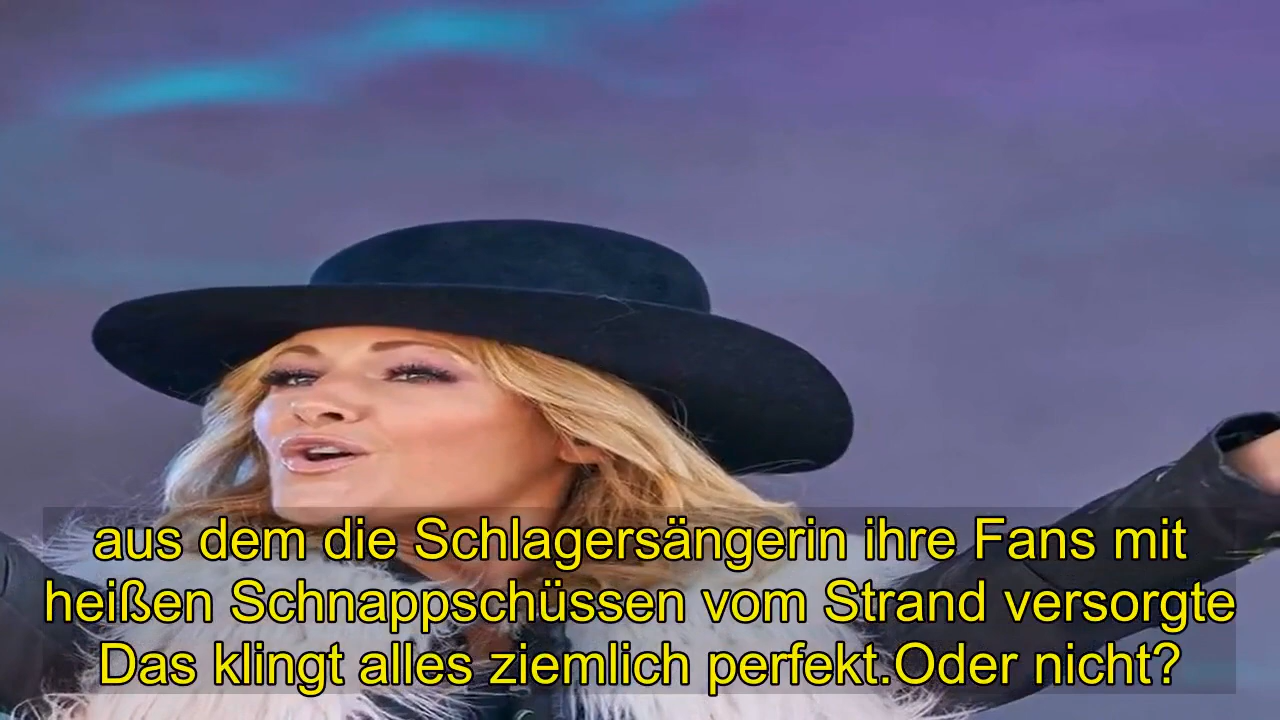 aus dem die Schlagersängerin ihre Fans mit
heißen Schnappschüssen vom Strand versorgte
Das klingt alles ziemlich perfekt.Oder nicht?